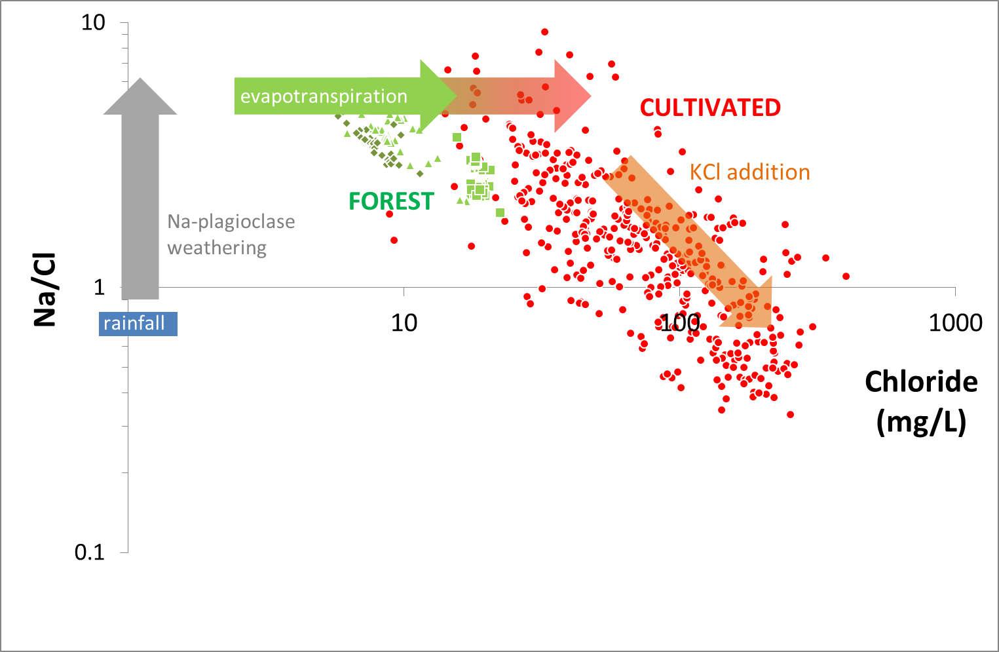 10
evapotranspiration
CULTIVATED
KCl addition
FOREST
Na-plagioclase
weathering
Na/Cl
1
rainfall
10
100
1000
Chloride
(mg/L)
0.1